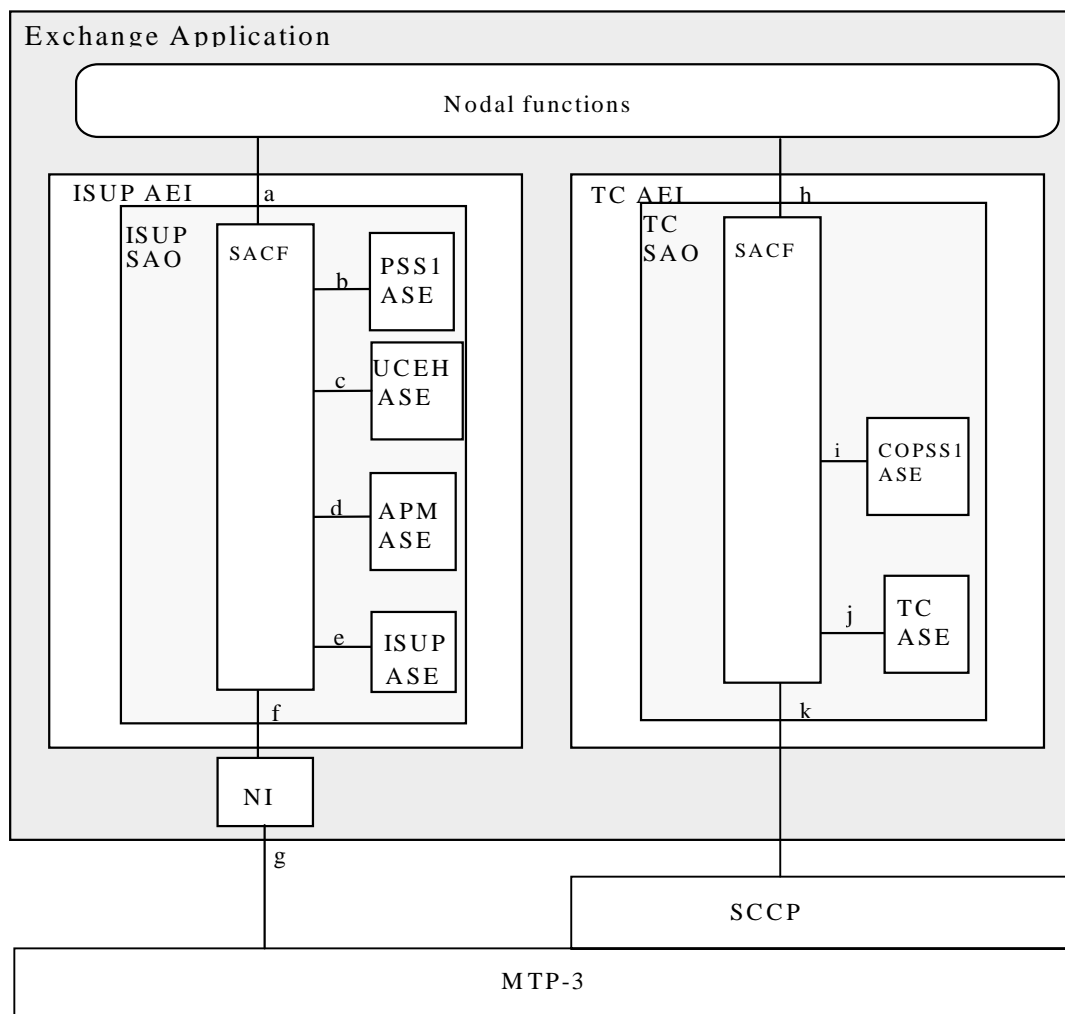 Exchange Application
Nodal functions
ISUP AEI
a
ISUP
SAO
SACF
b
PSS1
ASE
c
UCEH
ASE
d
APM
ASE
e
ISUP
ASE
f
NI
g
TC AEI
h
TC
SAO
SACF
i
COPSS1
ASE
j
TC
ASE
k
SCCP
MTP-3